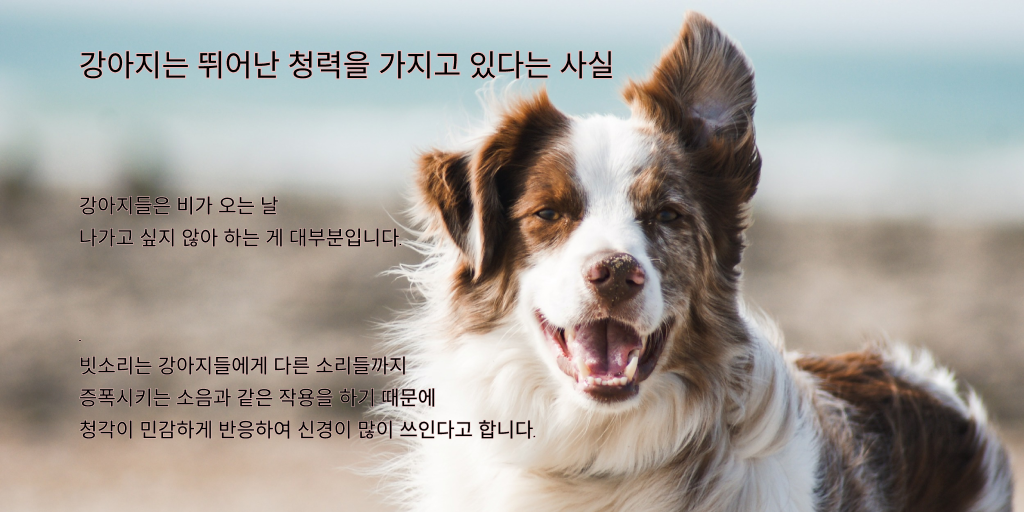 강아지는 뛰어난 청력을 가지고 있다는 사실
강아지들은 비가 오는 날
나가고 싶지 않아 하는 게 대부분입니다.
.
빗소리는 강아지들에게 다른 소리들까지
증폭시키는 소음과 같은 작용을 하기 때문에
청각이 민감하게 반응하여 신경이 많이 쓰인다고 합니다.